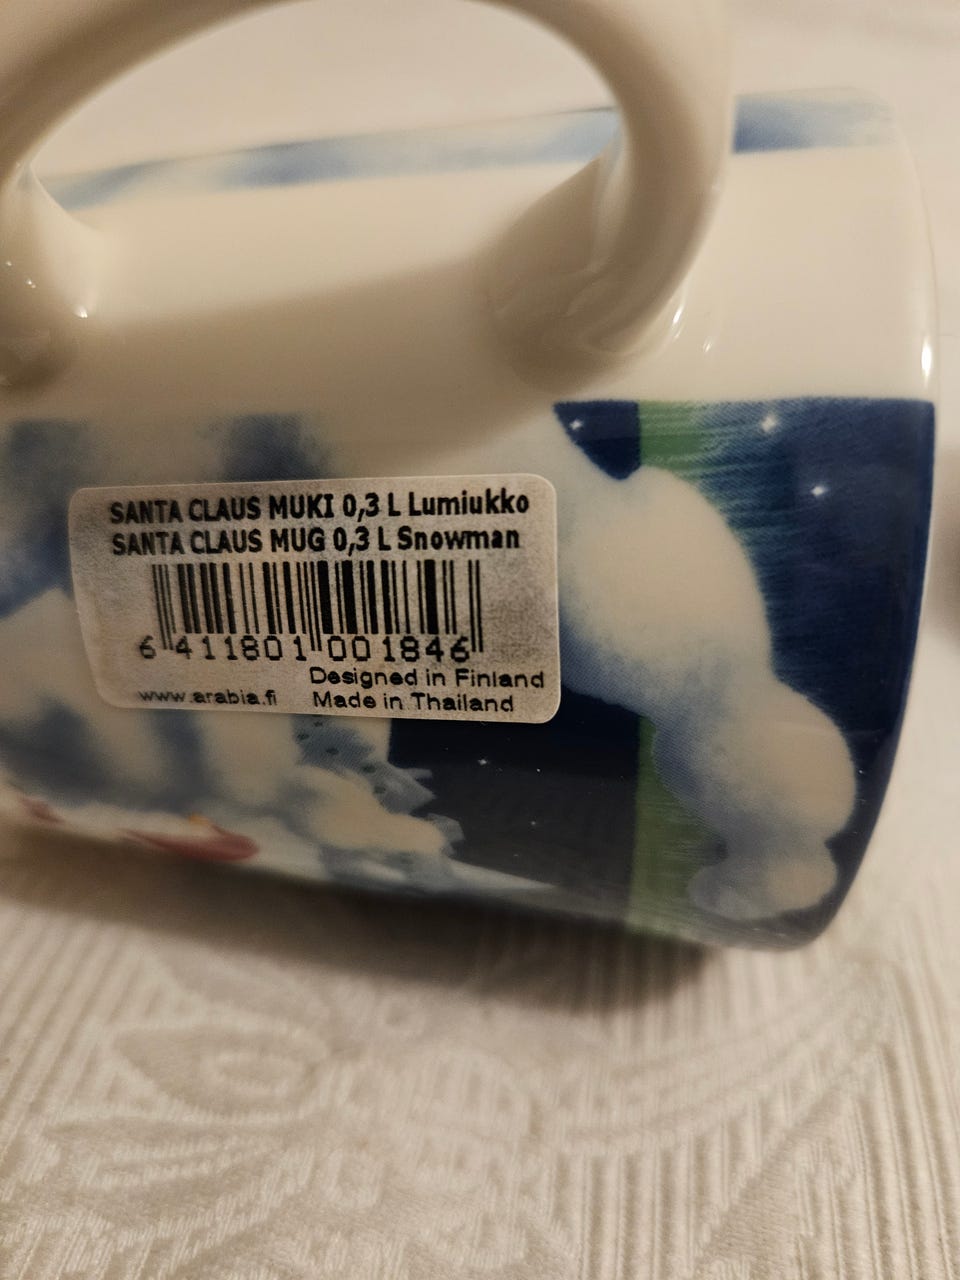 SANTA CLAUS MUKI 0,3 L Lumiukko
SANTA CLAUS MUG 0,3 L Snowman
6 411801 001846
Designed in Finland
www.arabia.fi Made in Thailand